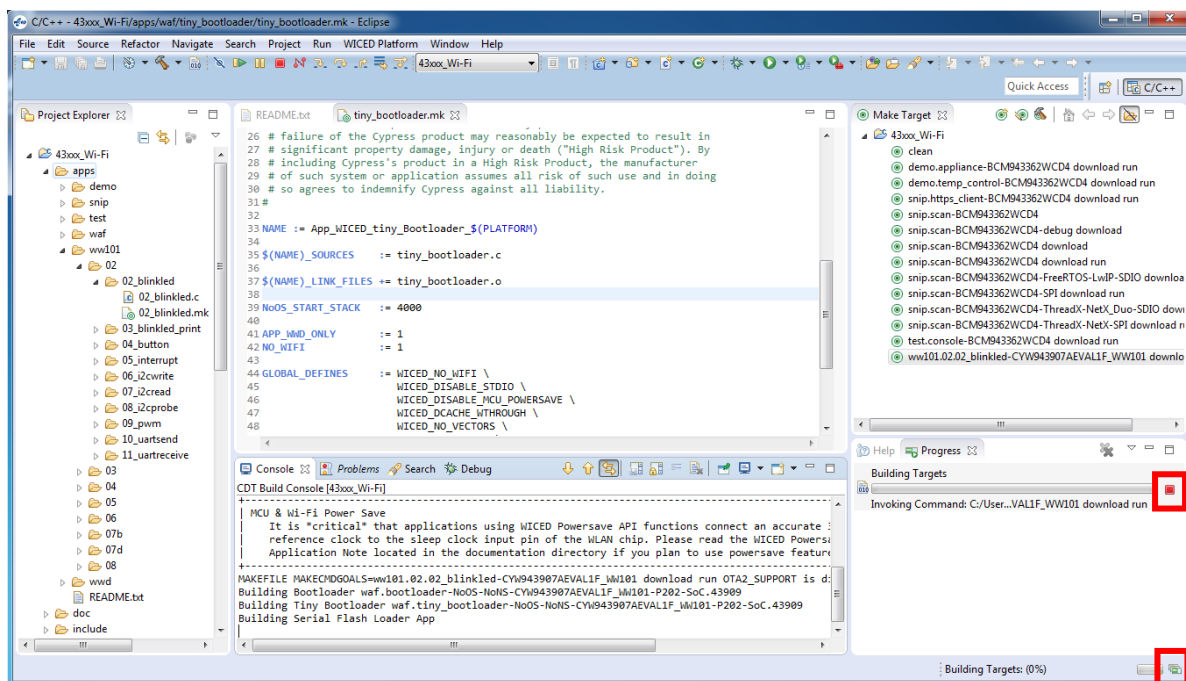 C/C++ - 43xxx_Wi-Fi/apps/waf/tiny_bootloader/tiny_bootloader.mk - Eclipse
File Edit Source Refactor Navigate Search Project Run WICED Platform Window Help
43xxx_Wi-Fi
Quick Access
C/C++
Project Explorer
43xxx_Wi-Fi
apps
demo
snip
test
waf
ww101
02
02_blinkled
02_blinkled.c
02_blinkled.mk
03_blinkled_print
04_button
05_interrupt
06_i2cwrite
07_i2cread
08_i2cprobe
09_pwm
10_uartsend
11_uartreceive
03
04
05
06
07b
07d
08
wwd
README.txt
doc
include
README.txt tiny_bootloader.mk
26 # failure of the Cypress product may reasonably be expected to result in
27 # significant property damage, injury or death ("High Risk Product"). By
28 # including Cypress's product in a High Risk Product, the manufacturer
29 # of such system or application assumes all risk of such use and in doing
30 # so agrees to indemnify Cypress against all liability.
31 #
32
33 NAME := App_WICED_tiny_Bootloader_$(PLATFORM)
34
35 $(NAME)_SOURCES := tiny_bootloader.c
36
37 $(NAME)_LINK_FILES += tiny_bootloader.o
38
39 NoOS_START_STACK := 4000
40
41 APP_WWD_ONLY := 1
42 NO_WIFI := 1
43
44 GLOBAL_DEFINES := WICED_NO_WIFI \
45 WICED_DISABLE_STDIO \
46 WICED_DISABLE_MCU_POWERSAVE \
47 WICED_DCACHE_WTHROUGH \
48 WICED_NO_VECTORS \
Console Problems Search Debug
CDT Build Console [43xxx_Wi-Fi]
| MCU & Wi-Fi Power Save
| It is *critical* that applications using WICED Powersave API functions connect an accurate
| reference clock to the sleep clock input pin of the WLAN chip. Please read the WICED Powersa
| Application Note located in the documentation directory if you plan to use powersave feature
MAKEFILE MAKECMDGOALS=ww101.02.02_blinkled-CYW943907AEVAL1F_WW101 download run OTA2_SUPPORT is di
Building Bootloader waf.bootloader-NoOS-NoNS-CYW943907AEVAL1F_WW101-P202-SoC.43909
Building Tiny Bootloader waf.tiny_bootloader-NoOS-NoNS-CYW943907AEVAL1F_WW101-P202-SoC.43909
Building Serial Flash Loader App
Make Target
43xxx_Wi-Fi
clean
demo.appliance-BCM943362WCD4 download run
demo.temp_control-BCM943362WCD4 download run
snip.https_client-BCM943362WCD4 download run
snip.scan-BCM943362WCD4
snip.scan-BCM943362WCD4-debug download
snip.scan-BCM943362WCD4 download
snip.scan-BCM943362WCD4 download run
snip.scan-BCM943362WCD4-FreeRTOS-LwIP-SDIO downloa
snip.scan-BCM943362WCD4-SPI download run
snip.scan-BCM943362WCD4-ThreadX-NetX_Duo-SDIO dow
snip.scan-BCM943362WCD4-ThreadX-NetX-SPI download r
test.console-BCM943362WCD4 download run
ww101.02.02_blinkled-CYW943907AEVAL1F_WW101 downlo
Help Progress
Building Targets
Invoking Command: C:/User...VAL1F_WW101 download run
Building Targets: (0%)